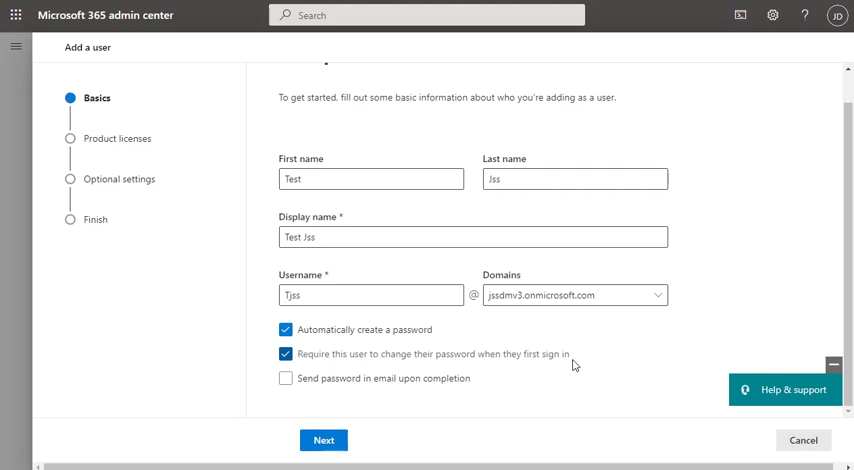 Microsoft 365 admin center
Search
?
JD
Add a user
Basics
Product licenses
Optional settings
Finish
To get started, fill out some basic information about who you're adding as a user.
First name
Last name
Test
Jss
Display name *
Test Jss
Username *
Domains
Tjss
@
jssdmv3.onmicrosoft.com
Automatically create a password
Require this user to change their password when they first sign in
Send password in email upon completion
Help & support
Next
Cancel